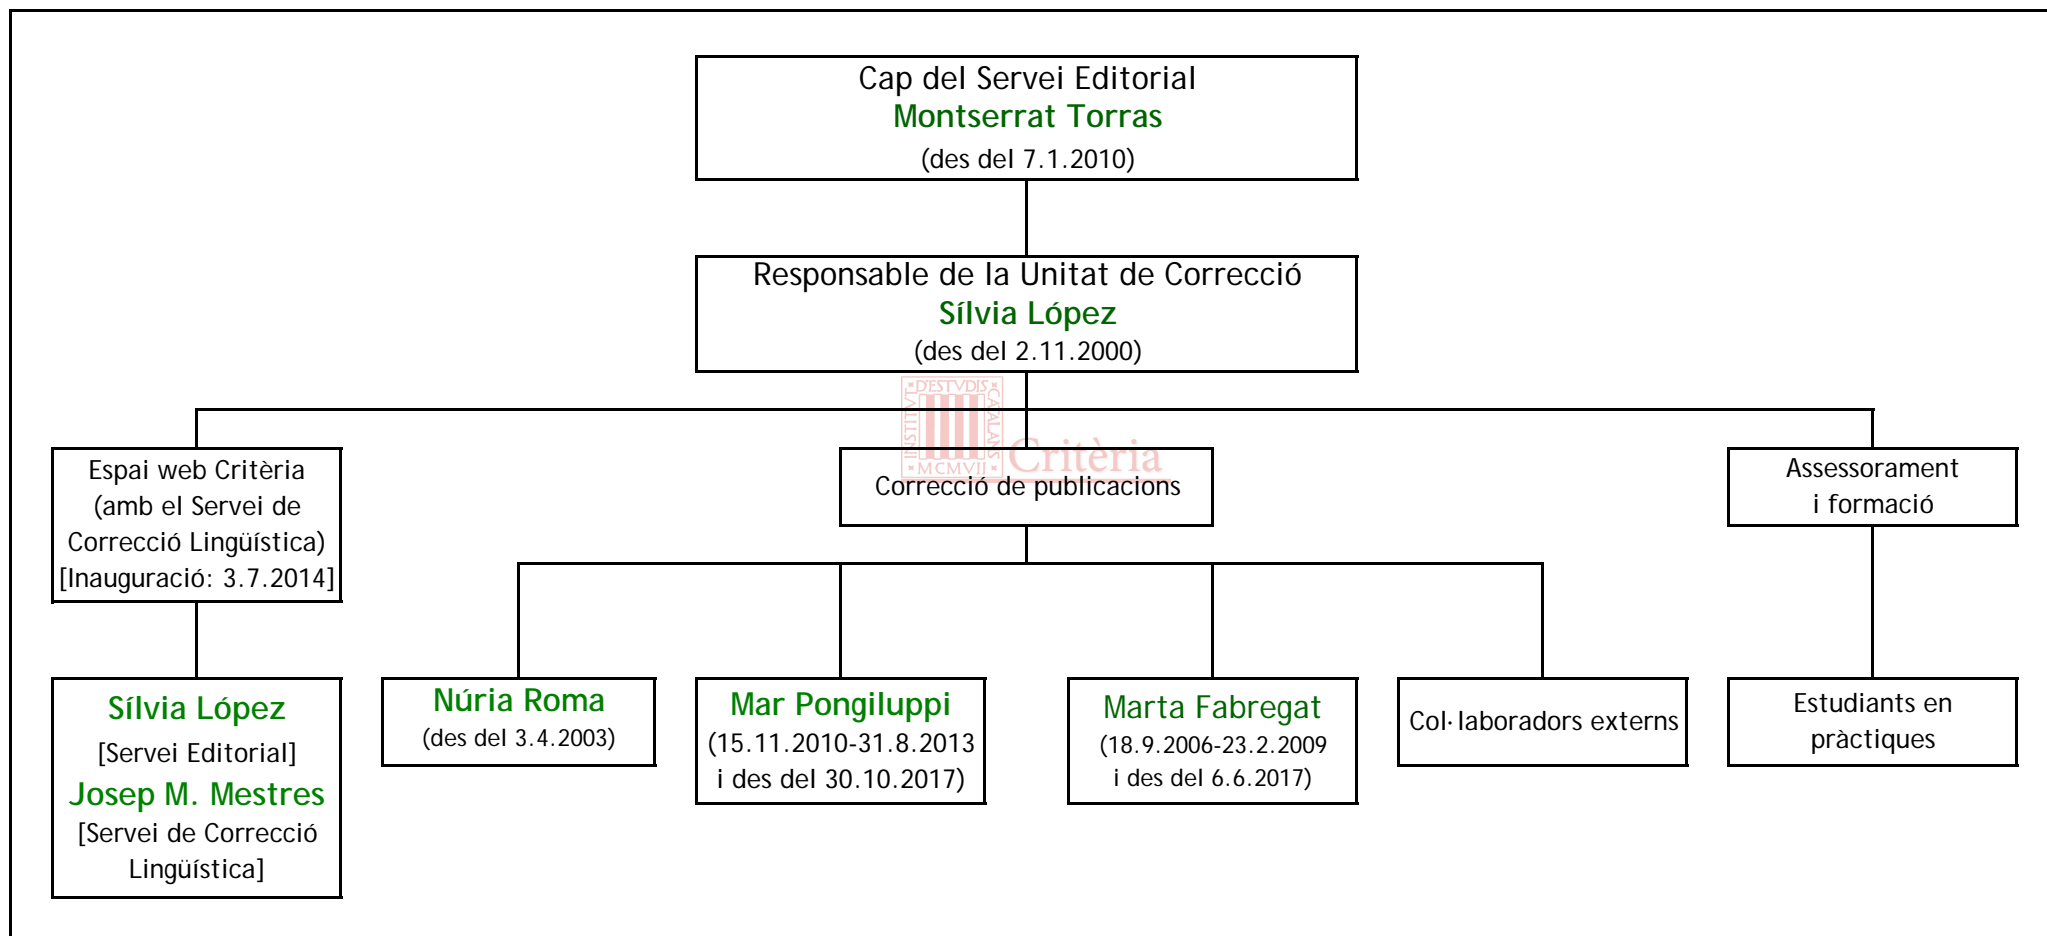 Cap del Servei Editorial
Montserrat Torras
(des del 7.1.2010)
Responsable de la Unitat de Correcció
Sílvia López
(des del 2.11.2000)
INSTITVT D'ESTVDIS CATALANS
MCMVII
Critèria
Espai web Critèria
(amb el Servei de
Correcció Lingüística)
[Inauguració: 3.7.2014]
Correcció de publicacions
Assessorament
i formació
Sílvia López
[Servei Editorial]
Josep M. Mestres
[Servei de Correcció
Lingüística]
Núria Roma
(des del 3.4.2003)
Mar Pongiluppi
(15.11.2010-31.8.2013
i des del 30.10.2017)
Marta Fabregat
(18.9.2006-23.2.2009
i des del 6.6.2017)
Col·laboradors externs
Estudiants en
pràctiques